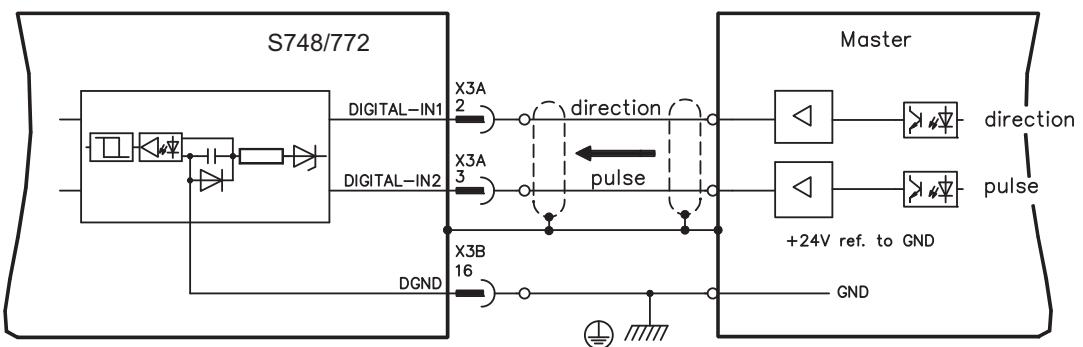 S748/772
Master
X3A
DIGITAL-IN1 2 direction
direction
X3A
3
DIGITAL-IN2 pulse
pulse
+24V ref. to GND
X3B
16
DGND
GND